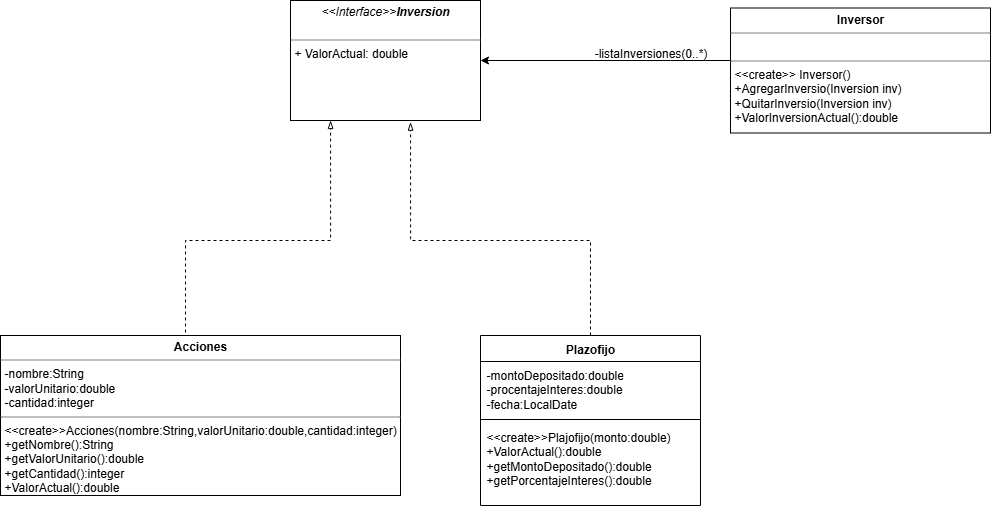 <<Interface>>Inversion
+ ValorActual: double
-listaInversiones(0..*)
Inversor
<<create>> Inversor()
+AgregarInversio(Inversion inv)
+QuitarInversio(Inversion inv)
+ValorInversionActual():double
Acciones
-nombre:String
-valorUnitario:double
-cantidad:integer
<<create>>Acciones(nombre:String,valorUnitario:double,cantidad:integer)
+getNombre():String
+getValorUnitario():double
+getCantidad():integer
+ValorActual():double
Plazofijo
-montoDepositado:double
-procentajeInteres:double
-fecha:LocalDate
<<create>>Plajofijo(monto:double)
+ValorActual():double
+getMontoDepositado():double
+getPorcentajeInteres():double